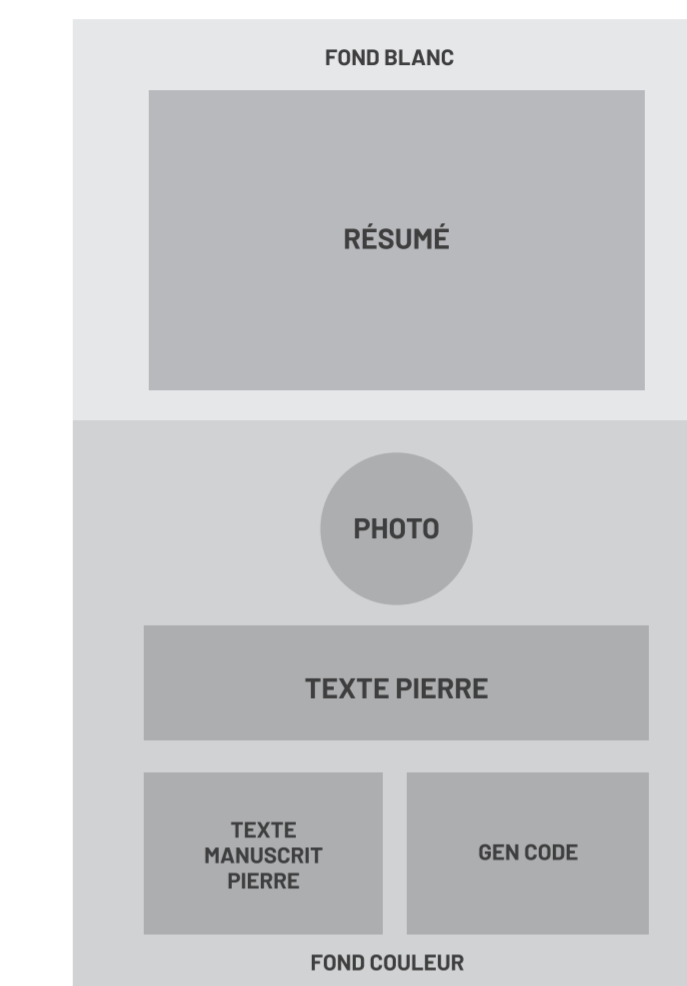 FOND BLANC
RÉSUMÉ
PHOTO
TEXTE PIERRE
TEXTE
MANUSCRIT
PIERRE
GEN CODE
FOND COULEUR